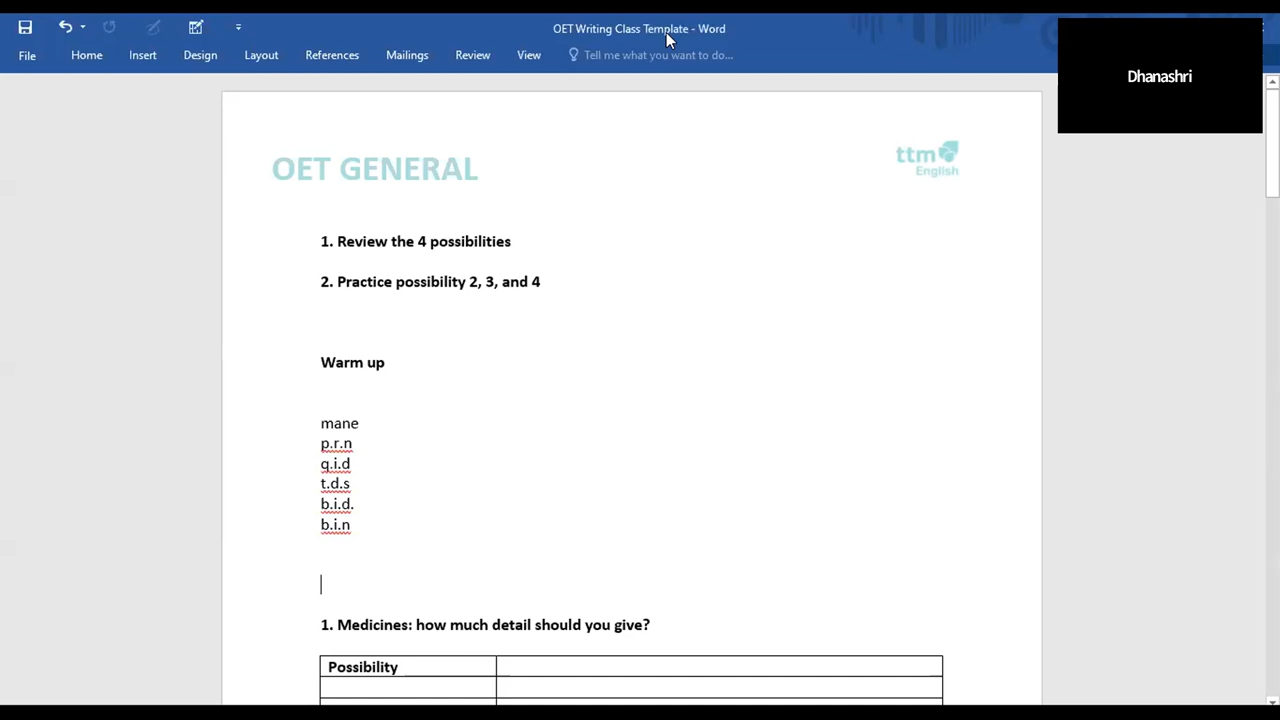 OET Writing Class Template - Word
File Home Insert Design Layout References Mailings Review View Tell me what you want to do...
Dhanashri
OET GENERAL
ttm
English
1. Review the 4 possibilities
2. Practice possibility 2, 3, and 4
Warm up
mane
p.r.n
q.i.d
t.d.s
b.i.d.
b.i.n
1. Medicines: how much detail should you give?
Possibility